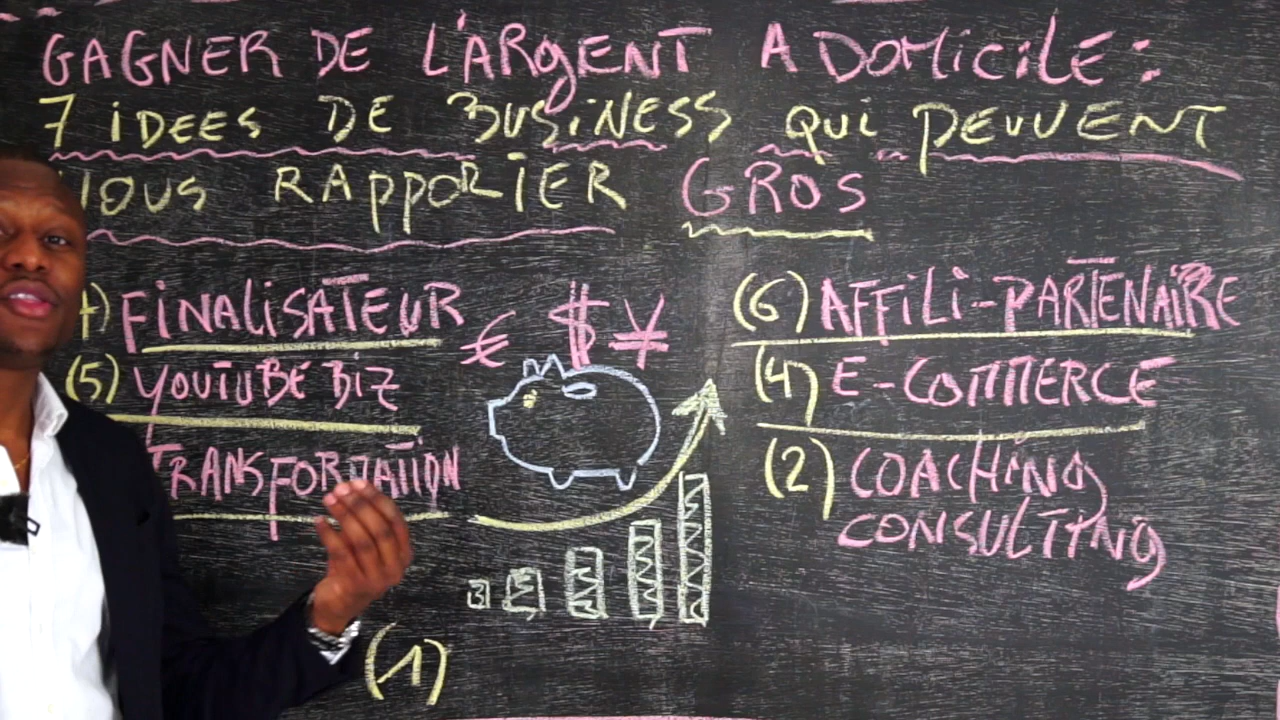 GAGNER DE L'ARGENT A DOMICILE :
7 IDEES DE BUSINESS QUI PEUVENT
VOUS RAPPORTER GROS
FINALISATEUR
(5) YOUTUBE BIZ
TRANSFORMATION
€ $ ¥
(1)
(6) AFFILI-PARTENAIRE
(4) E-COMMERCE
(2) COACHING
CONSULTING